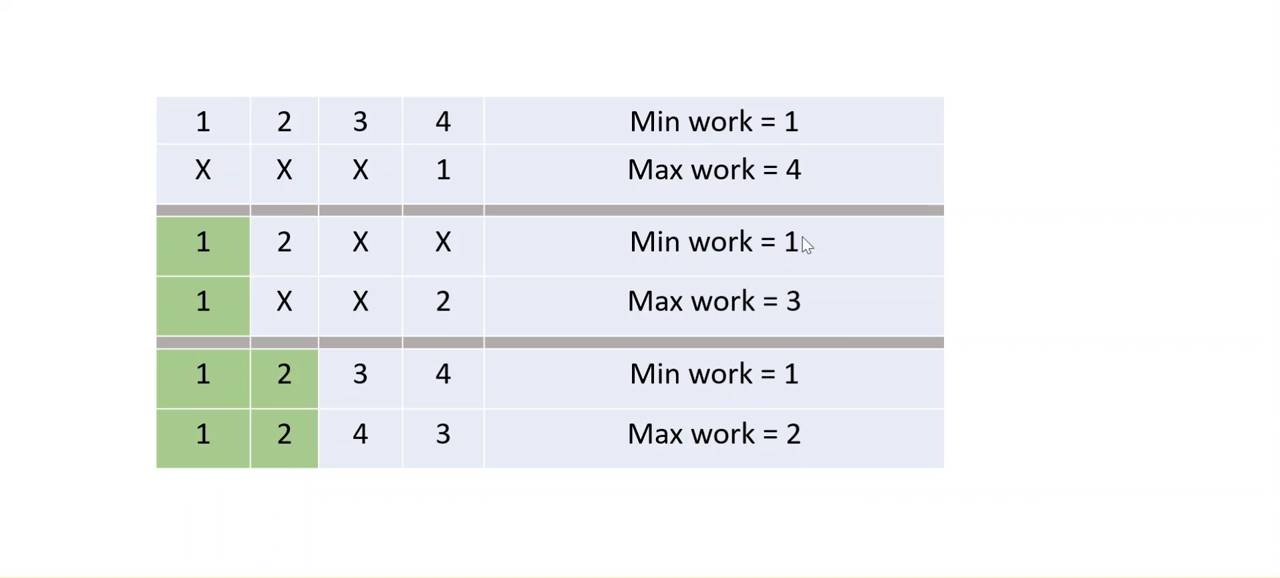 1 2 3 4 Min work = 1
X X X 1 Max work = 4
1 2 X X Min work = 1
1 X X 2 Max work = 3
1 2 3 4 Min work = 1
1 2 4 3 Max work = 2